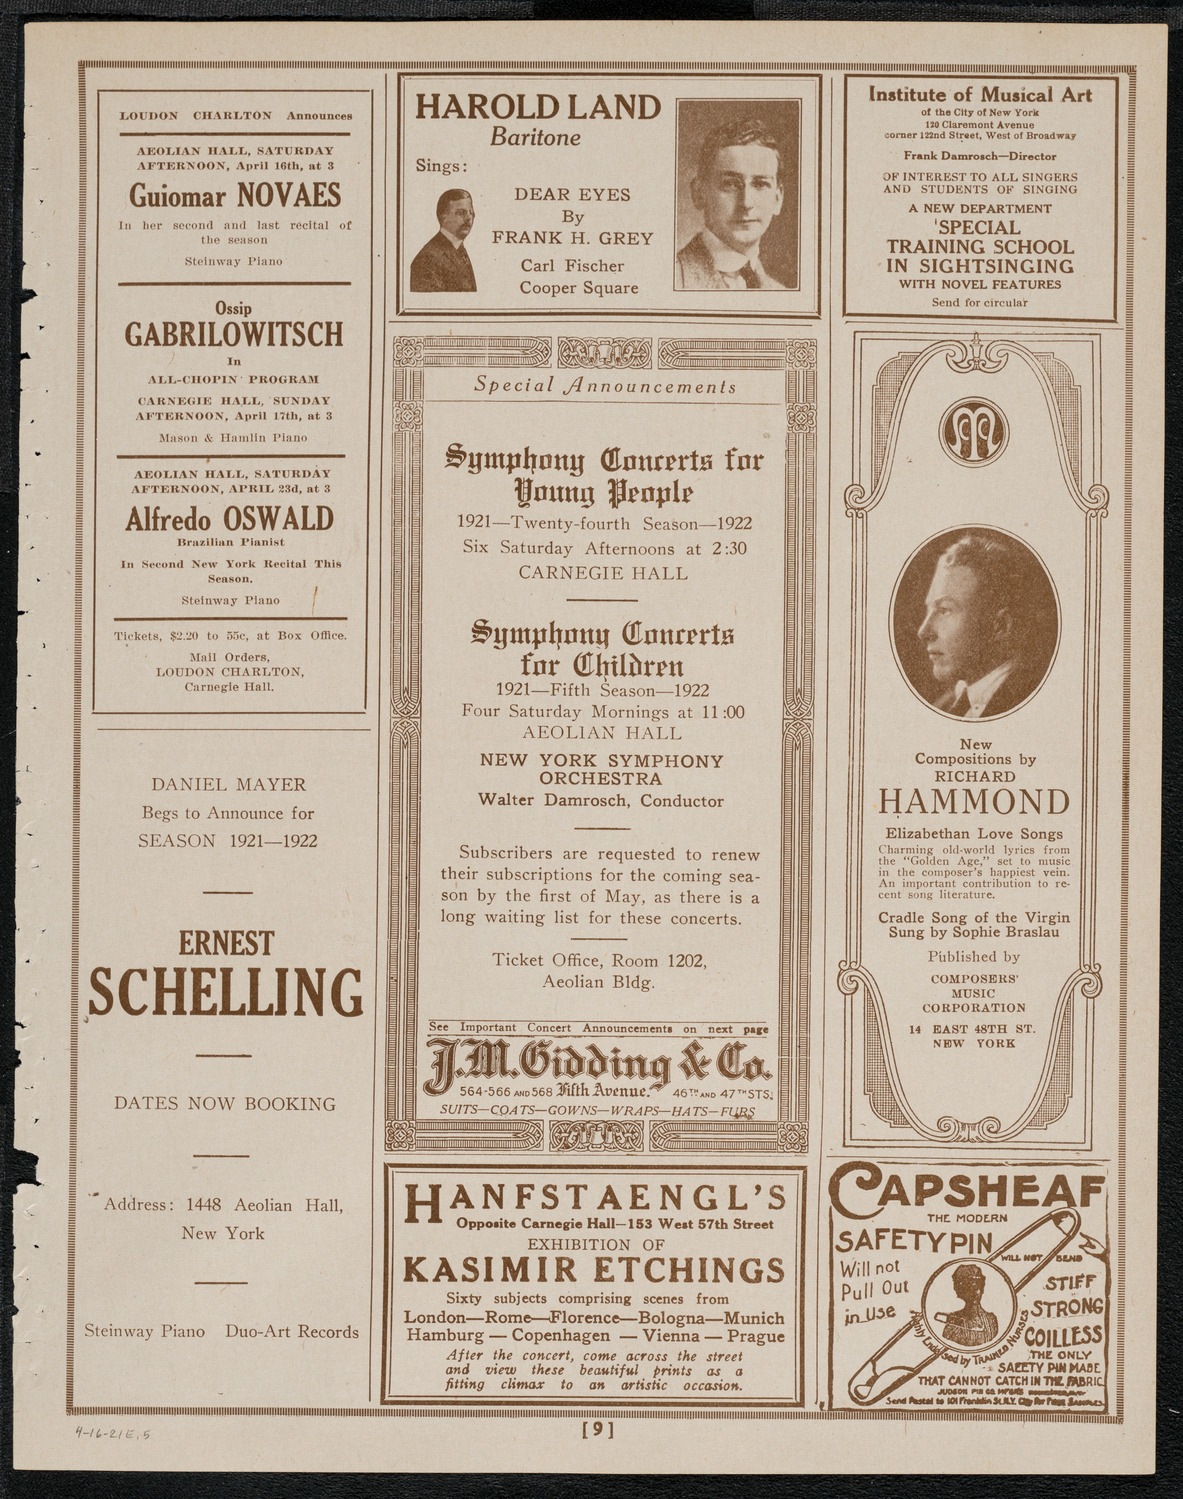 LOUDON CHARLTON Announces
AEOLIAN HALL, SATURDAY
AFTERNOON, April 16th, at 3
Guiomar NOVAES
In her second and last recital of
the season
Steinway Piano
Ossip
GABRILOWITSCH
In
ALL-CHOPIN PROGRAM
CARNEGIE HALL, SUNDAY
AFTERNOON, April 17th, at 3
Mason & Hamlin Piano
AEOLIAN HALL, SATURDAY
AFTERNOON, APRIL 23d, at 3
Alfredo OSWALD
Brazilian Pianist
In Second New York Recital This
Season.
Steinway Piano
Tickets, $2.20 to 55c, at Box Office.
Mail Orders,
LOUDON CHARLTON,
Carnegie Hall.
DANIEL MAYER
Begs to Announce for
SEASON 1921—1922
ERNEST
SCHELLING
DATES NOW BOOKING
Address: 1448 Aeolian Hall,
New York
Steinway Piano Duo-Art Records
HAROLD LAND
Baritone
Sings:
DEAR EYES
By
FRANK H. GREY
Carl Fischer
Cooper Square
Special Announcements
Symphony Concerts for
Young People
1921—Twenty-fourth Season—1922
Six Saturday Afternoons at 2:30
CARNEGIE HALL
Symphony Concerts
for Children
1921—Fifth Season—1922
Four Saturday Mornings at 11:00
AEOLIAN HALL
NEW YORK SYMPHONY
ORCHESTRA
Walter Damrosch, Conductor
Subscribers are requested to renew
their subscriptions for the coming sea-
son by the first of May, as there is a
long waiting list for these concerts.
Ticket Office, Room 1202,
Aeolian Bldg.
See Important Concert Announcements on next page
J.M. Gidding & Co.
564-566 AND 568 Fifth Avenue. 46TH AND 47TH STS.
SUITS—COATS—GOWNS—WRAPS—HATS—FURS
HANFSTAENGL'S
Opposite Carnegie Hall—153 West 57th Street
EXHIBITION OF
KASIMIR ETCHINGS
Sixty subjects comprising scenes from
London—Rome—Florence—Bologna—Munich
Hamburg — Copenhagen — Vienna — Prague
After the concert, come across the street
and view these beautiful prints as a
fitting climax to an artistic occasion.
Institute of Musical Art
of the City of New York
120 Claremont Avenue
corner 122nd Street, West of Broadway
Frank Damrosch—Director
OF INTEREST TO ALL SINGERS
AND STUDENTS OF SINGING
A NEW DEPARTMENT
'SPECIAL
TRAINING SCHOOL
IN SIGHTSINGING
WITH NOVEL FEATURES
Send for circular
New
Compositions by
RICHARD
HAMMOND
Elizabethan Love Songs
Charming old-world lyrics from
the "Golden Age," set to music
in the composer's happiest vein.
An important contribution to re-
cent song literature.
Cradle Song of the Virgin
Sung by Sophie Braslau
Published by
COMPOSERS'
MUSIC
CORPORATION
14 EAST 48TH ST.
NEW YORK
CAPSHEAF
THE MODERN
SAFETY PIN
WILL NOT BEND
Will not
Pull Out
in Use
STIFF
STRONG
COILLESS
Highly Endorsed by TRAINED NURSES
THE ONLY
SAFETY PIN MADE
THAT CANNOT CATCH IN THE FABRIC.
JUDSON PIN CO. MFGRS
Send Postal to 101 Franklin St. N.Y. City for Free Samples.
[9]
4-16-21E, 5